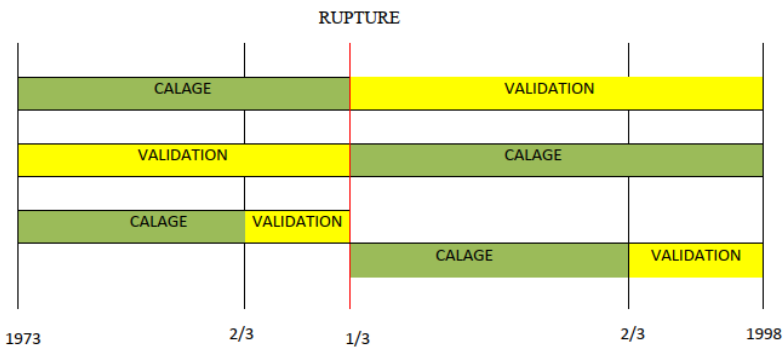 RUPTURE
CALAGE VALIDATION
VALIDATION CALAGE
CALAGE VALIDATION
CALAGE VALIDATION
1973 2/3 1/3 2/3 1998